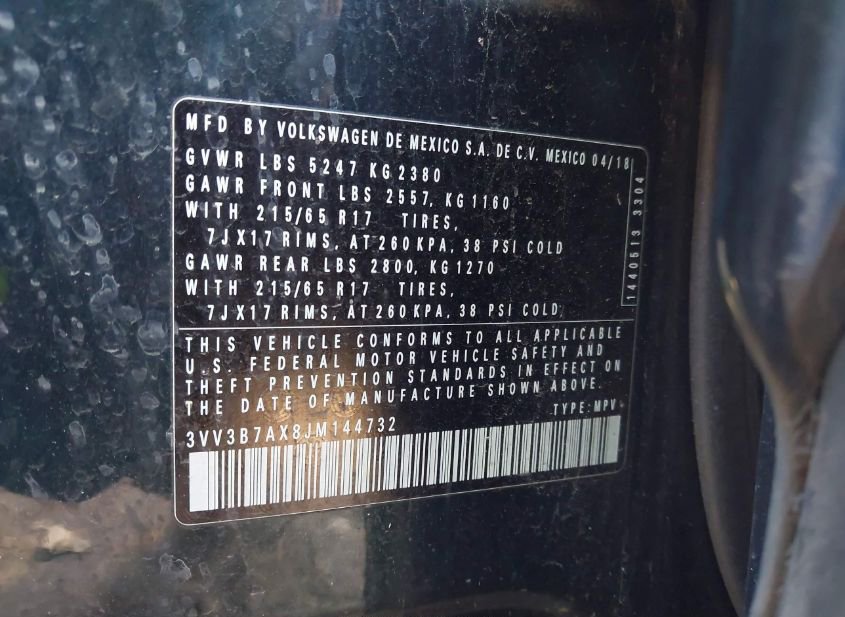 MFD BY VOLKSWAGEN DE MEXICO S.A. DE C.V. MEXICO 04/18
GVWR LBS 5247 KG 2380
GAWR FRONT LBS 2557, KG 1160
WITH 215/65 R17 TIRES,
7J X17 RIMS, AT 260 KPA, 38 PSI COLD
GAWR REAR LBS 2800, KG 1270
WITH 215/65 R17 TIRES,
7J X17 RIMS, AT 260 KPA, 38 PSI COLD,
1440513 3304
THIS VEHICLE CONFORMS TO ALL APPLICABLE
U.S. FEDERAL MOTOR VEHICLE SAFETY AND
THEFT PREVENTION STANDARDS IN EFFECT ON
THE DATE OF MANUFACTURE SHOWN ABOVE.
3VV3B7AX8JM144732 TYPE: MPV